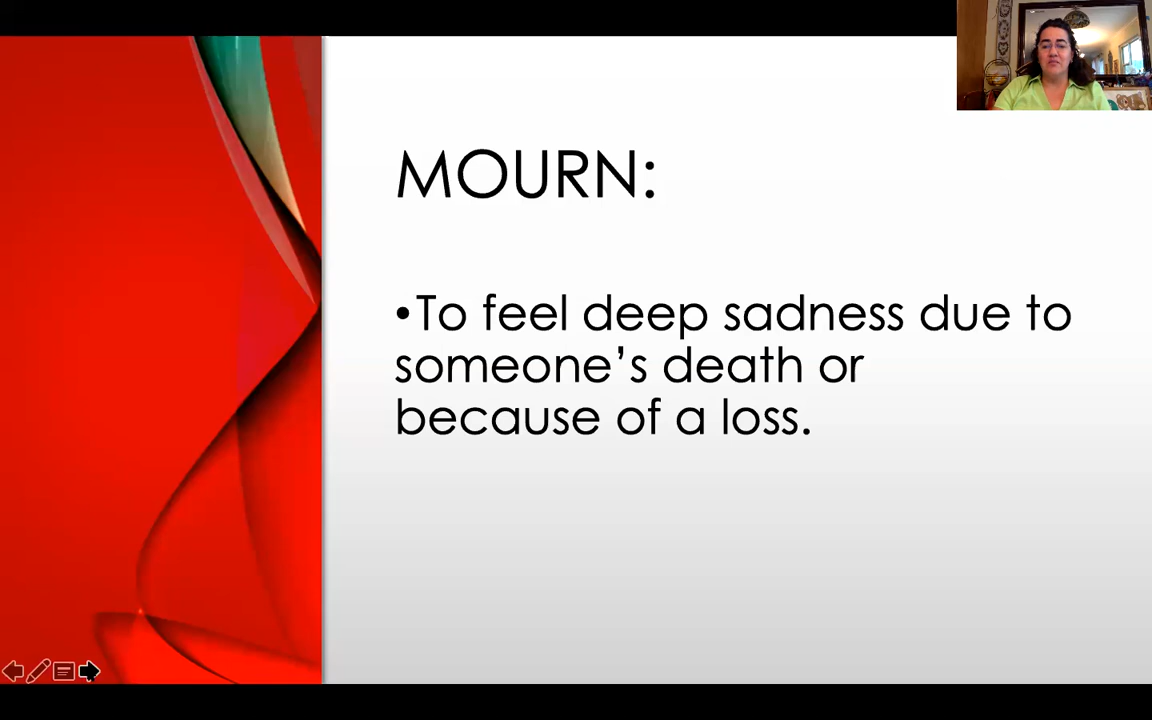 MOURN:
•To feel deep sadness due to
someone’s death or
because of a loss.